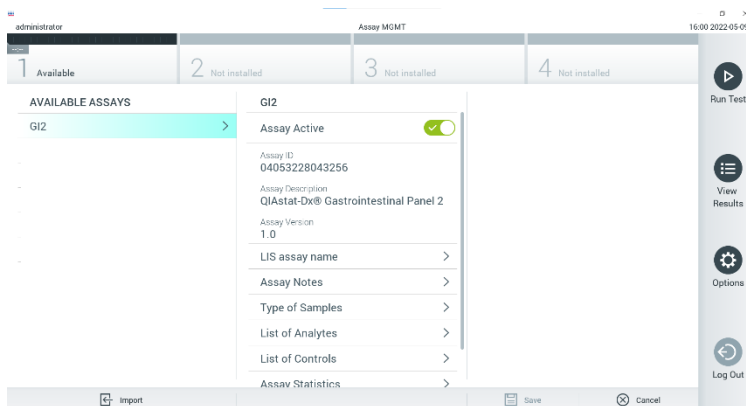 administrator
Assay MGMT
16:00 2022-05-09
1 Available
2 Not installed
3 Not installed
4 Not installed
AVAILABLE ASSAYS
GI2
GI2
Assay Active
Assay ID
04053228043256
Assay Description
QIAstat-Dx® Gastrointestinal Panel 2
Assay Version
1.0
LIS assay name
Assay Notes
Type of Samples
List of Analytes
List of Controls
Assay Statistics
Run Test
View
Results
Options
Log Out
Import
Save
Cancel